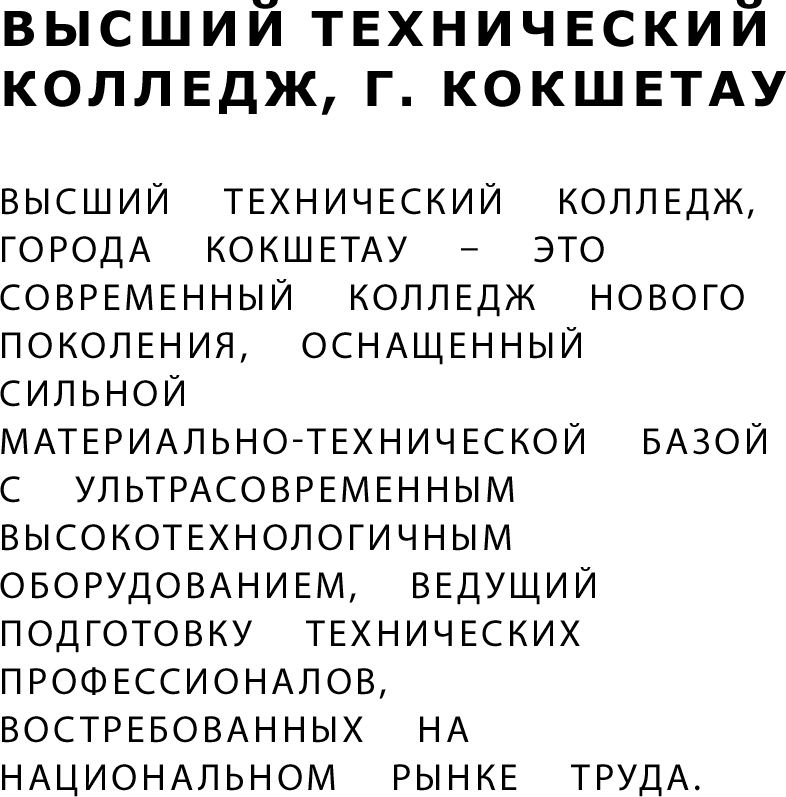 ВЫСШИЙ ТЕХНИЧЕСКИЙ
КОЛЛЕДЖ, Г. КОКШЕТАУ
ВЫСШИЙ ТЕХНИЧЕСКИЙ КОЛЛЕДЖ,
ГОРОДА КОКШЕТАУ – ЭТО
СОВРЕМЕННЫЙ КОЛЛЕДЖ НОВОГО
ПОКОЛЕНИЯ, ОСНАЩЕННЫЙ
СИЛЬНОЙ
МАТЕРИАЛЬНО-ТЕХНИЧЕСКОЙ БАЗОЙ
С УЛЬТРАСОВРЕМЕННЫМ
ВЫСОКОТЕХНОЛОГИЧНЫМ
ОБОРУДОВАНИЕМ, ВЕДУЩИЙ
ПОДГОТОВКУ ТЕХНИЧЕСКИХ
ПРОФЕССИОНАЛОВ,
ВОСТРЕБОВАННЫХ НА
НАЦИОНАЛЬНОМ РЫНКЕ ТРУДА.